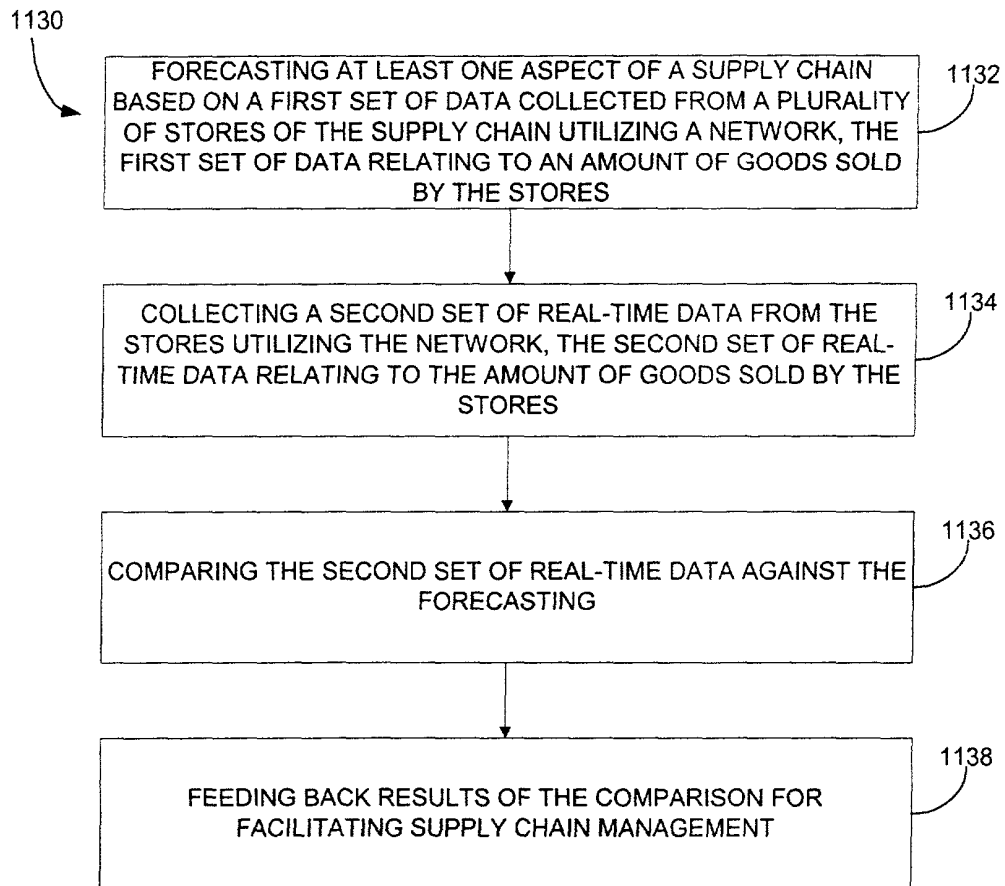 1130
FORECASTING AT LEAST ONE ASPECT OF A SUPPLY CHAIN
BASED ON A FIRST SET OF DATA COLLECTED FROM A PLURALITY
OF STORES OF THE SUPPLY CHAIN UTILIZING A NETWORK, THE
FIRST SET OF DATA RELATING TO AN AMOUNT OF GOODS SOLD
BY THE STORES
1132
COLLECTING A SECOND SET OF REAL-TIME DATA FROM THE
STORES UTILIZING THE NETWORK, THE SECOND SET OF REAL-
TIME DATA RELATING TO THE AMOUNT OF GOODS SOLD BY THE
STORES
1134
COMPARING THE SECOND SET OF REAL-TIME DATA AGAINST THE
FORECASTING
1136
FEEDING BACK RESULTS OF THE COMPARISON FOR
FACILITATING SUPPLY CHAIN MANAGEMENT
1138